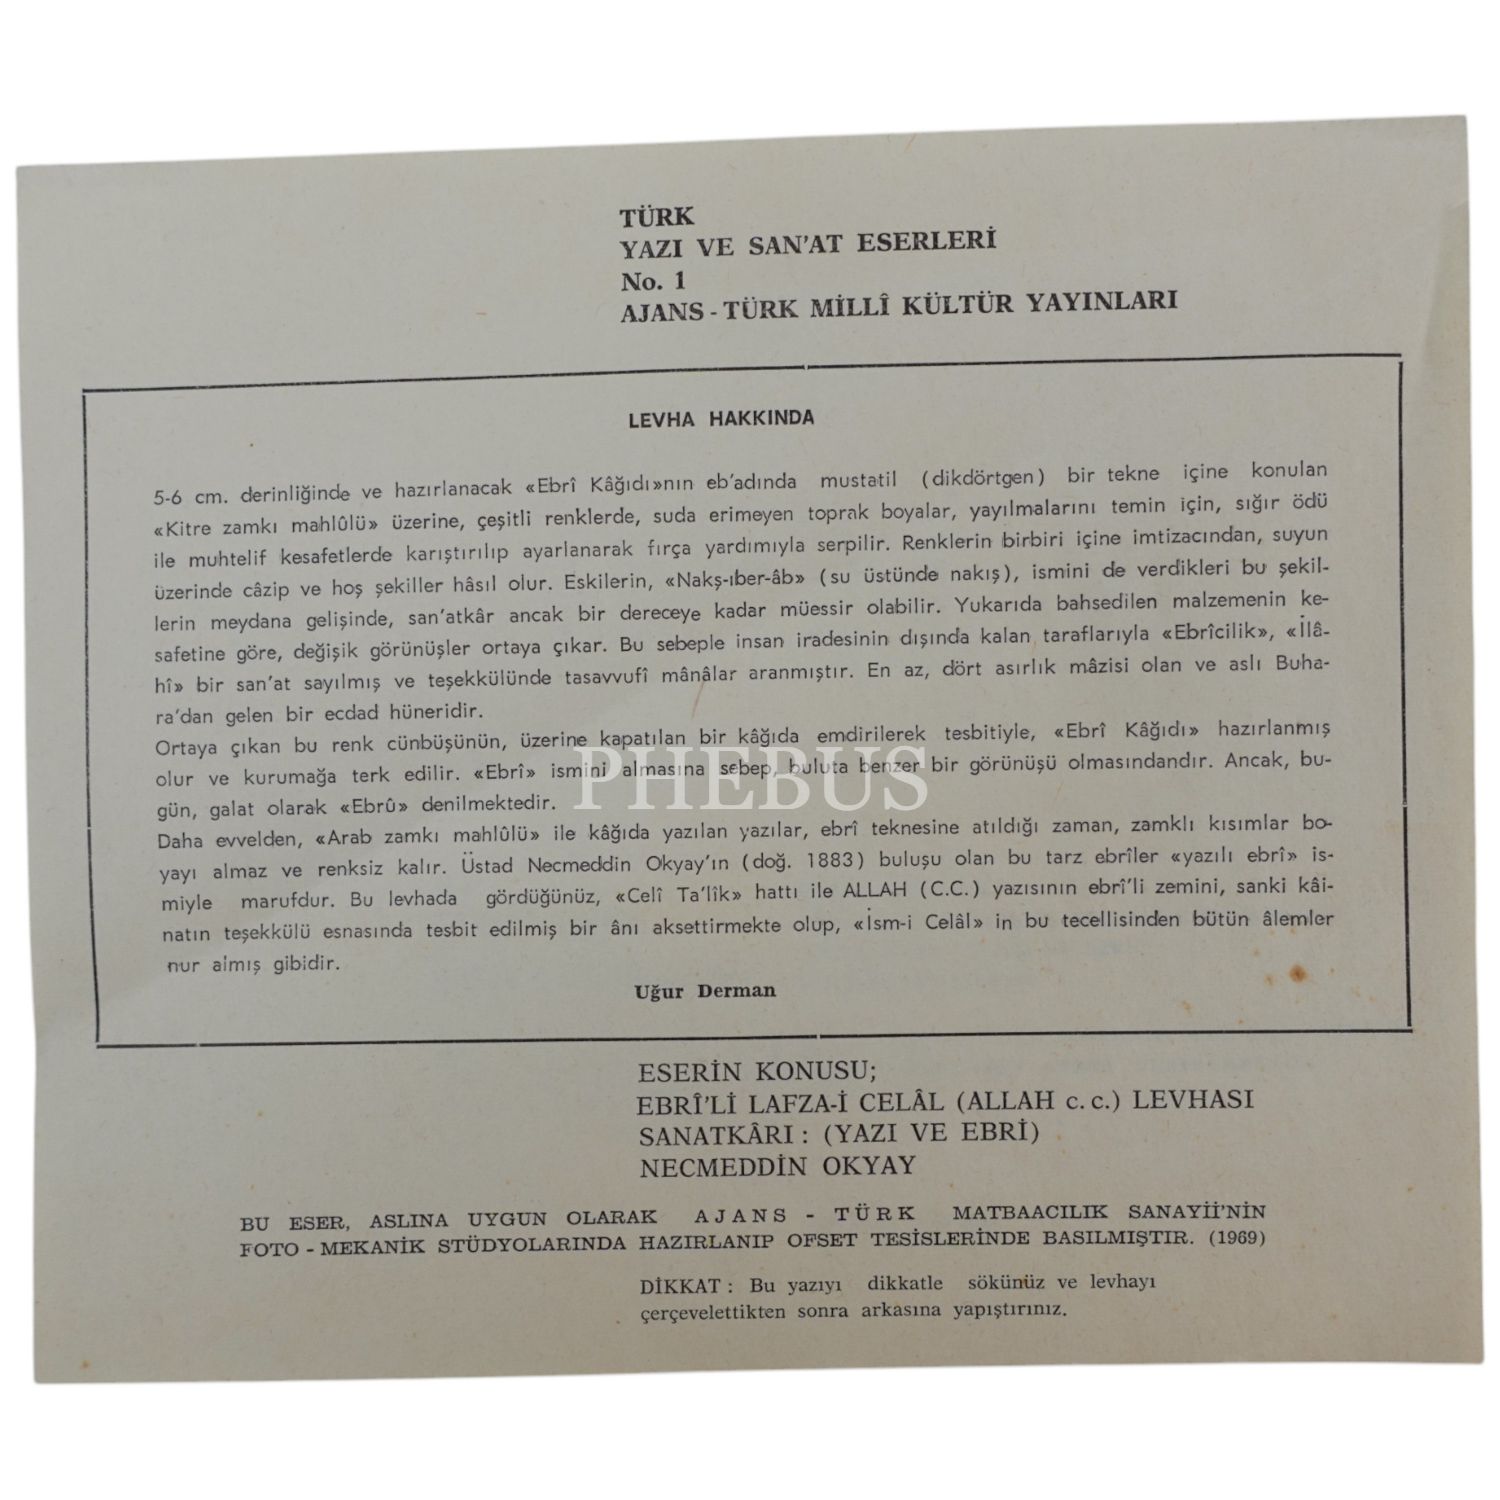 TÜRK
YAZI VE SAN'AT ESERLERİ
No. 1
AJANS - TÜRK MİLLÎ KÜLTÜR YAYINLARI
LEVHA HAKKINDA
5-6 cm. derinliğinde ve hazırlanacak «Ebrî Kâğıdı»nın eb'adında mustatil (dikdörtgen) bir tekne içine konulan
«Kitre zamkı mahlûlü» üzerine, çeşitli renklerde, suda erimeyen toprak boyalar, yayılmalarını temin için, sığır ödü
ile muhtelif kesafetlerde karıştırılıp ayarlanarak fırça yardımıyla serpilir. Renklerin birbiri içine imtizacından, suyun
üzerinde câzip ve hoş şekiller hâsıl olur. Eskilerin, «Nakş-ıber-âb» (su üstünde nakış), ismini de verdikleri bu şekil-
lerin meydana gelişinde, san'atkâr ancak bir dereceye kadar müessir olabilir. Yukarıda bahsedilen malzemenin ke-
safetine göre, değişik görünüşler ortaya çıkar. Bu sebeple insan iradesinin dışında kalan taraflarıyla «Ebrîcilik», «İlâ-
hî» bir san'at sayılmış ve teşekkülünde tasavvufî mânâlar aranmıştır. En az, dört asırlık mâzisi olan ve aslı Buha-
ra'dan gelen bir ecdad hüneridir.
Ortaya çıkan bu renk cünbüşünün, üzerine kapatılan bir kâğıda emdirilerek tesbitiyle, «Ebrî Kâğıdı» hazırlanmış
olur ve kurumağa terk edilir. «Ebrî» ismini almasına sebep, buluta benzer bir görünüşü olmasındandır. Ancak, bu-
gün, galat olarak «Ebrû» denilmektedir.
PHEBUS
Daha evvelden, «Arab zamkı mahlûlü» ile kâğıda yazılan yazılar, ebrî teknesine atıldığı zaman, zamklı kısımlar bo-
yayı almaz ve renksiz kalır. Üstad Necmeddin Okyay'ın (doğ. 1883) buluşu olan bu tarz ebrîler «yazılı ebrî» is-
miyle marufdur. Bu levhada gördüğünüz, «Celî Ta'lîk» hattı ile ALLAH (C.C.) yazısının ebrî'li zemini, sanki kâi-
natın teşekkülü esnasında tesbit edilmiş bir ânı aksettirmekte olup, «İsm-i Celâl» in bu tecellisinden bütün âlemler
nur almış gibidir.
Uğur Derman
ESERİN KONUSU;
EBRÎ'Lİ LAFZA-İ CELÂL (ALLAH c. c.) LEVHASI
SANATKÂRI : (YAZI VE EBRİ)
NECMEDDİN OKYAY
BU ESER, ASLINA UYGUN OLARAK AJANS - TÜRK MATBAACILIK SANAYİİ'NİN
FOTO - MEKANİK STÜDYOLARINDA HAZIRLANIP OFSET TESİSLERİNDE BASILMIŞTIR. (1969)
DİKKAT : Bu yazıyı dikkatle sökünüz ve levhayı
çerçevelettikten sonra arkasına yapıştırınız.